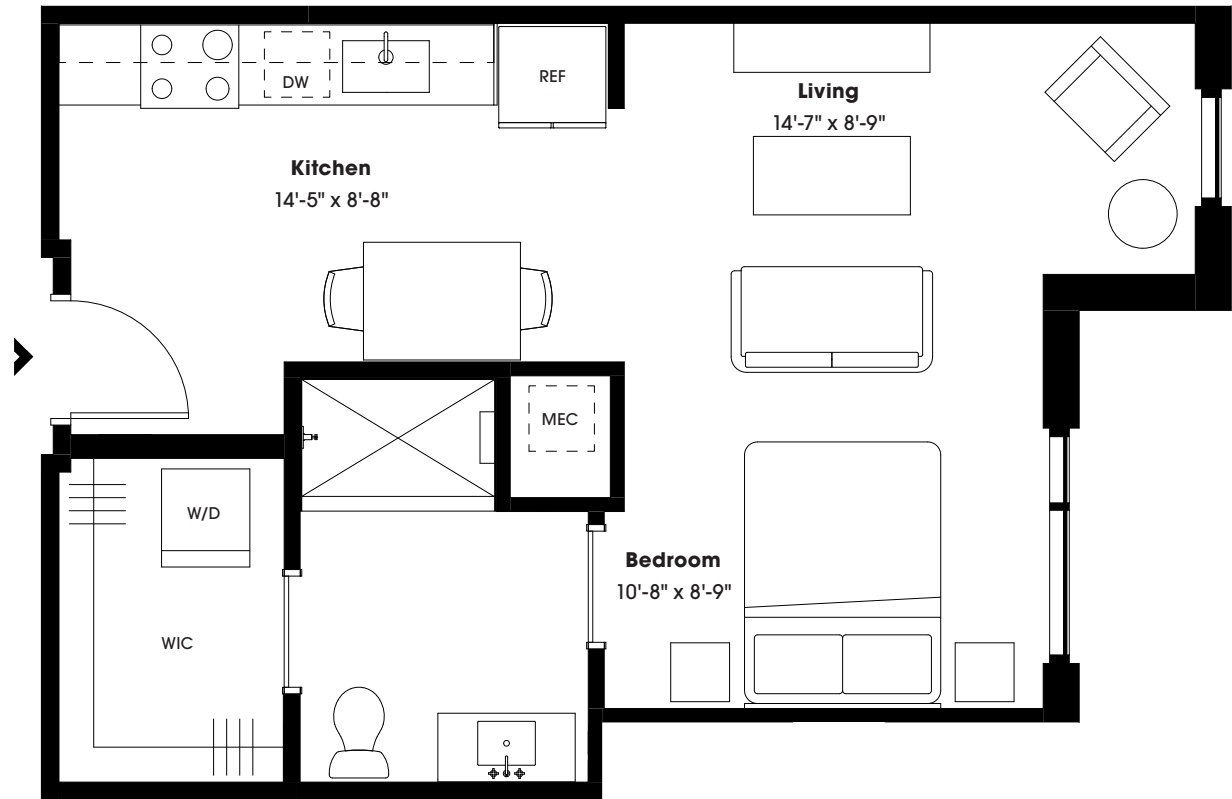 DW
REF
Living
14'-7" x 8'-9"
Kitchen
14'-5" x 8'-8"
MEC
W/D
Bedroom
10'-8" x 8'-9"
WIC